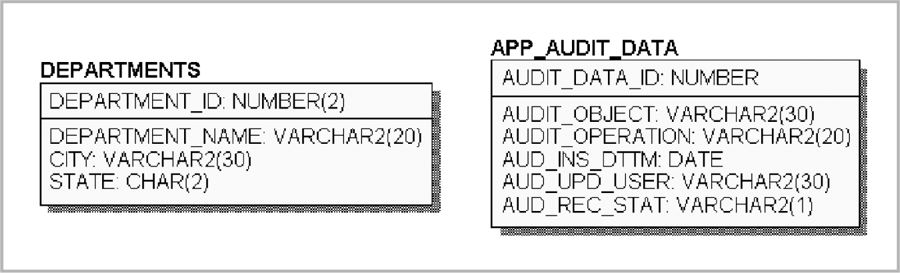 DEPARTMENTS
DEPARTMENT_ID: NUMBER(2)
DEPARTMENT_NAME: VARCHAR2(20)
CITY: VARCHAR2(30)
STATE: CHAR(2)
APP_AUDIT_DATA
AUDIT_DATA_ID: NUMBER
AUDIT_OBJECT: VARCHAR2(30)
AUDIT_OPERATION: VARCHAR2(20)
AUD_INS_DTTM: DATE
AUD_UPD_USER: VARCHAR2(30)
AUD_REC_STAT: VARCHAR2(1)